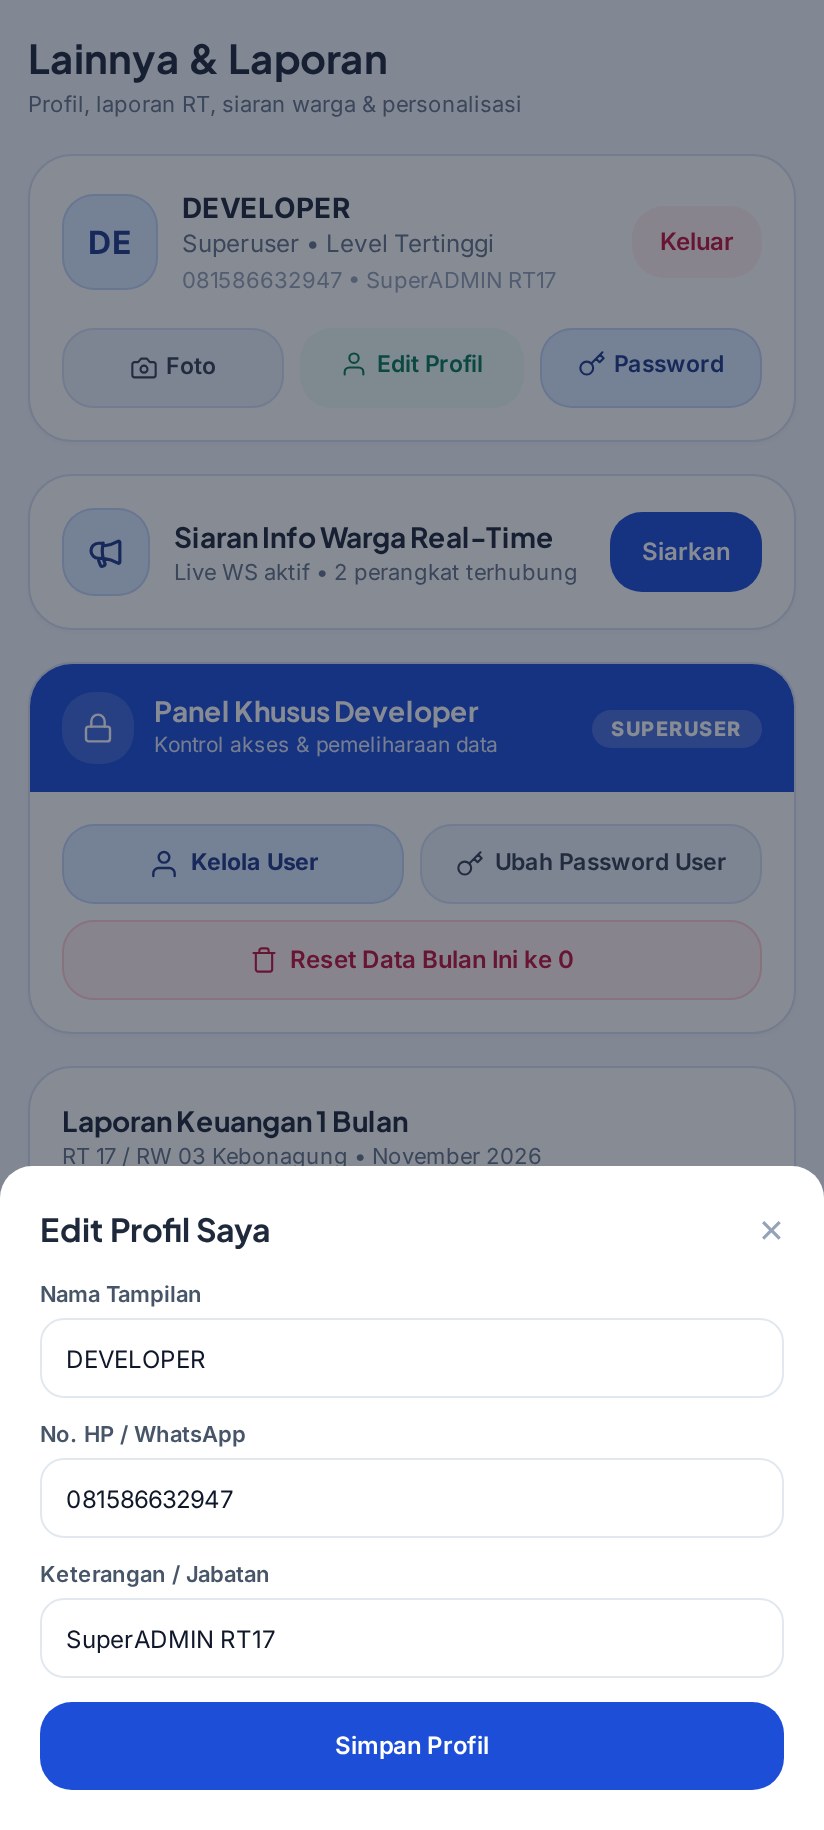 Lainnya & Laporan
Profil, laporan RT, siaran warga & personalisasi
DE
DEVELOPER
Superuser • Level Tertinggi
081586632947 • SuperADMIN RT17
Keluar
Foto
Edit Profil
Password
Siaran Info Warga Real-Time
Live WS aktif • 2 perangkat terhubung
Siarkan
Panel Khusus Developer
Kontrol akses & pemeliharaan data
SUPERUSER
Kelola User
Ubah Password User
Reset Data Bulan Ini ke 0
Laporan Keuangan 1 Bulan
RT 17 / RW 03 Kebonagung • November 2026
Edit Profil Saya
Nama Tampilan
DEVELOPER
No. HP / WhatsApp
081586632947
Keterangan / Jabatan
SuperADMIN RT17
Simpan Profil